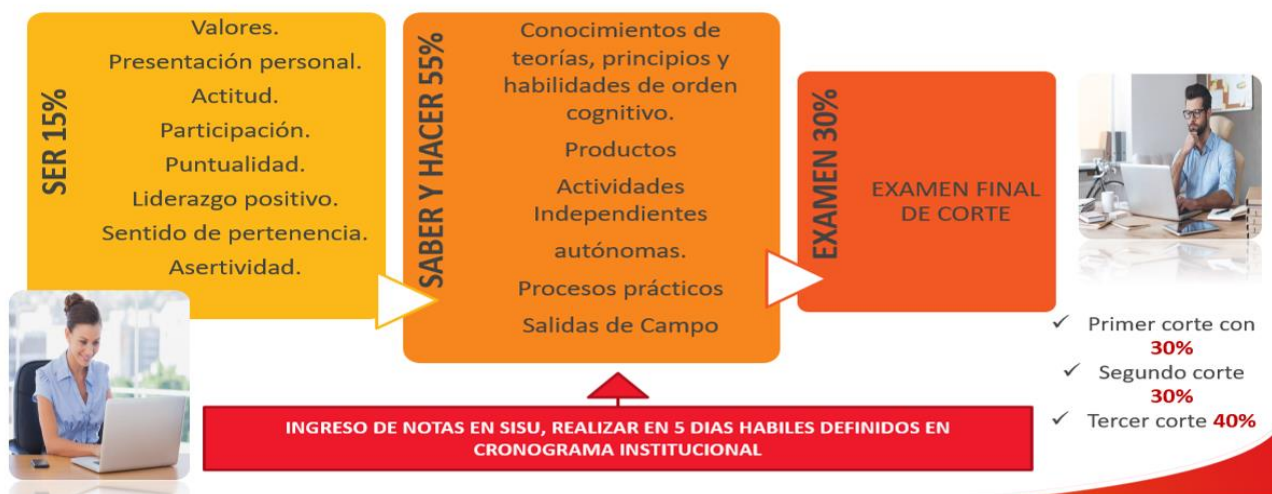 SER 15%
Valores.
Presentación personal.
Actitud.
Participación.
Puntualidad.
Liderazgo positivo.
Sentido de pertenencia.
Asertividad.
SABER Y HACER 55%
Conocimientos de
teorías, principios y
habilidades de orden
cognitivo.
Productos
Actividades
Independientes
autónomas.
Procesos prácticos
Salidas de Campo
EXAMEN 30%
EXAMEN FINAL
DE CORTE
✓ Primer corte con
30%
✓ Segundo corte
30%
✓ Tercer corte 40%
INGRESO DE NOTAS EN SISU, REALIZAR EN 5 DIAS HABILES DEFINIDOS EN
CRONOGRAMA INSTITUCIONAL